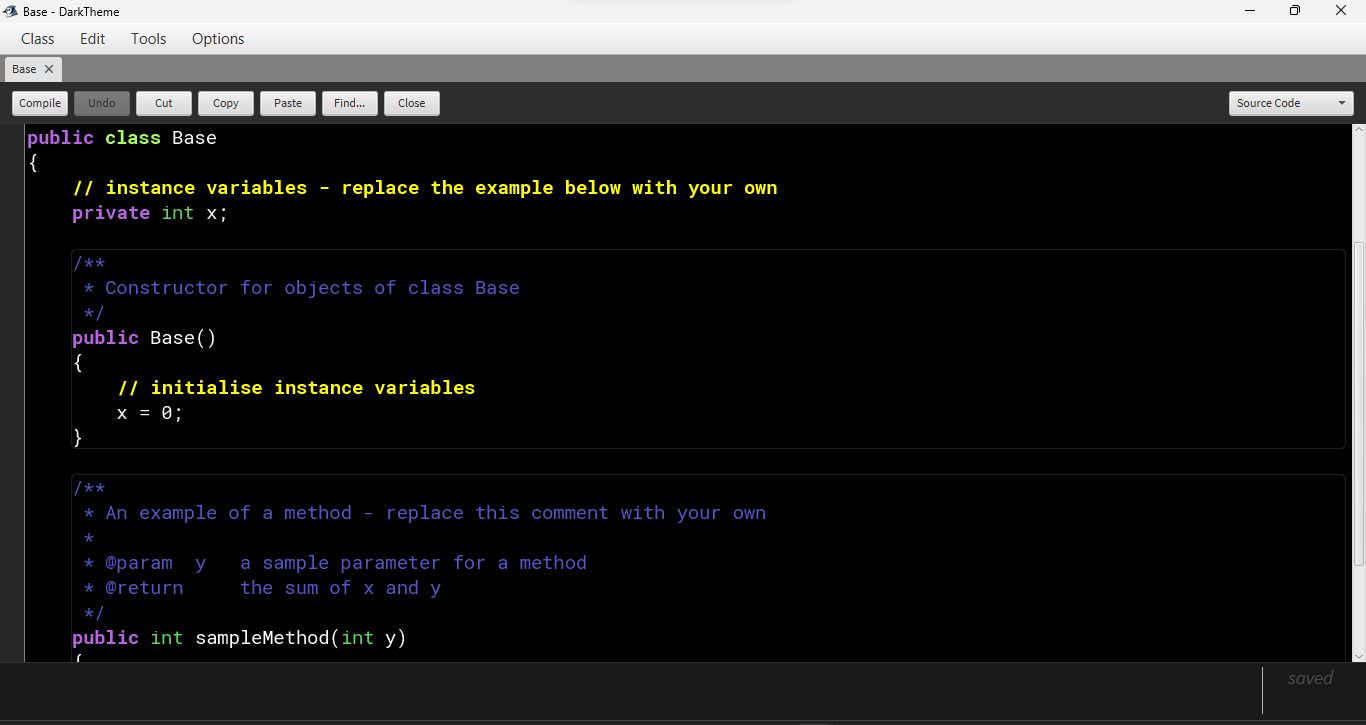 Base - DarkTheme
Class Edit Tools Options
Base
Compile Undo Cut Copy Paste Find... Close Source Code
public class Base
{
// instance variables - replace the example below with your own
private int x;
/**
* Constructor for objects of class Base
*/
public Base()
{
// initialise instance variables
x = 0;
}
/**
* An example of a method - replace this comment with your own
*
* @param y a sample parameter for a method
* @return the sum of x and y
*/
public int sampleMethod(int y)
{
saved